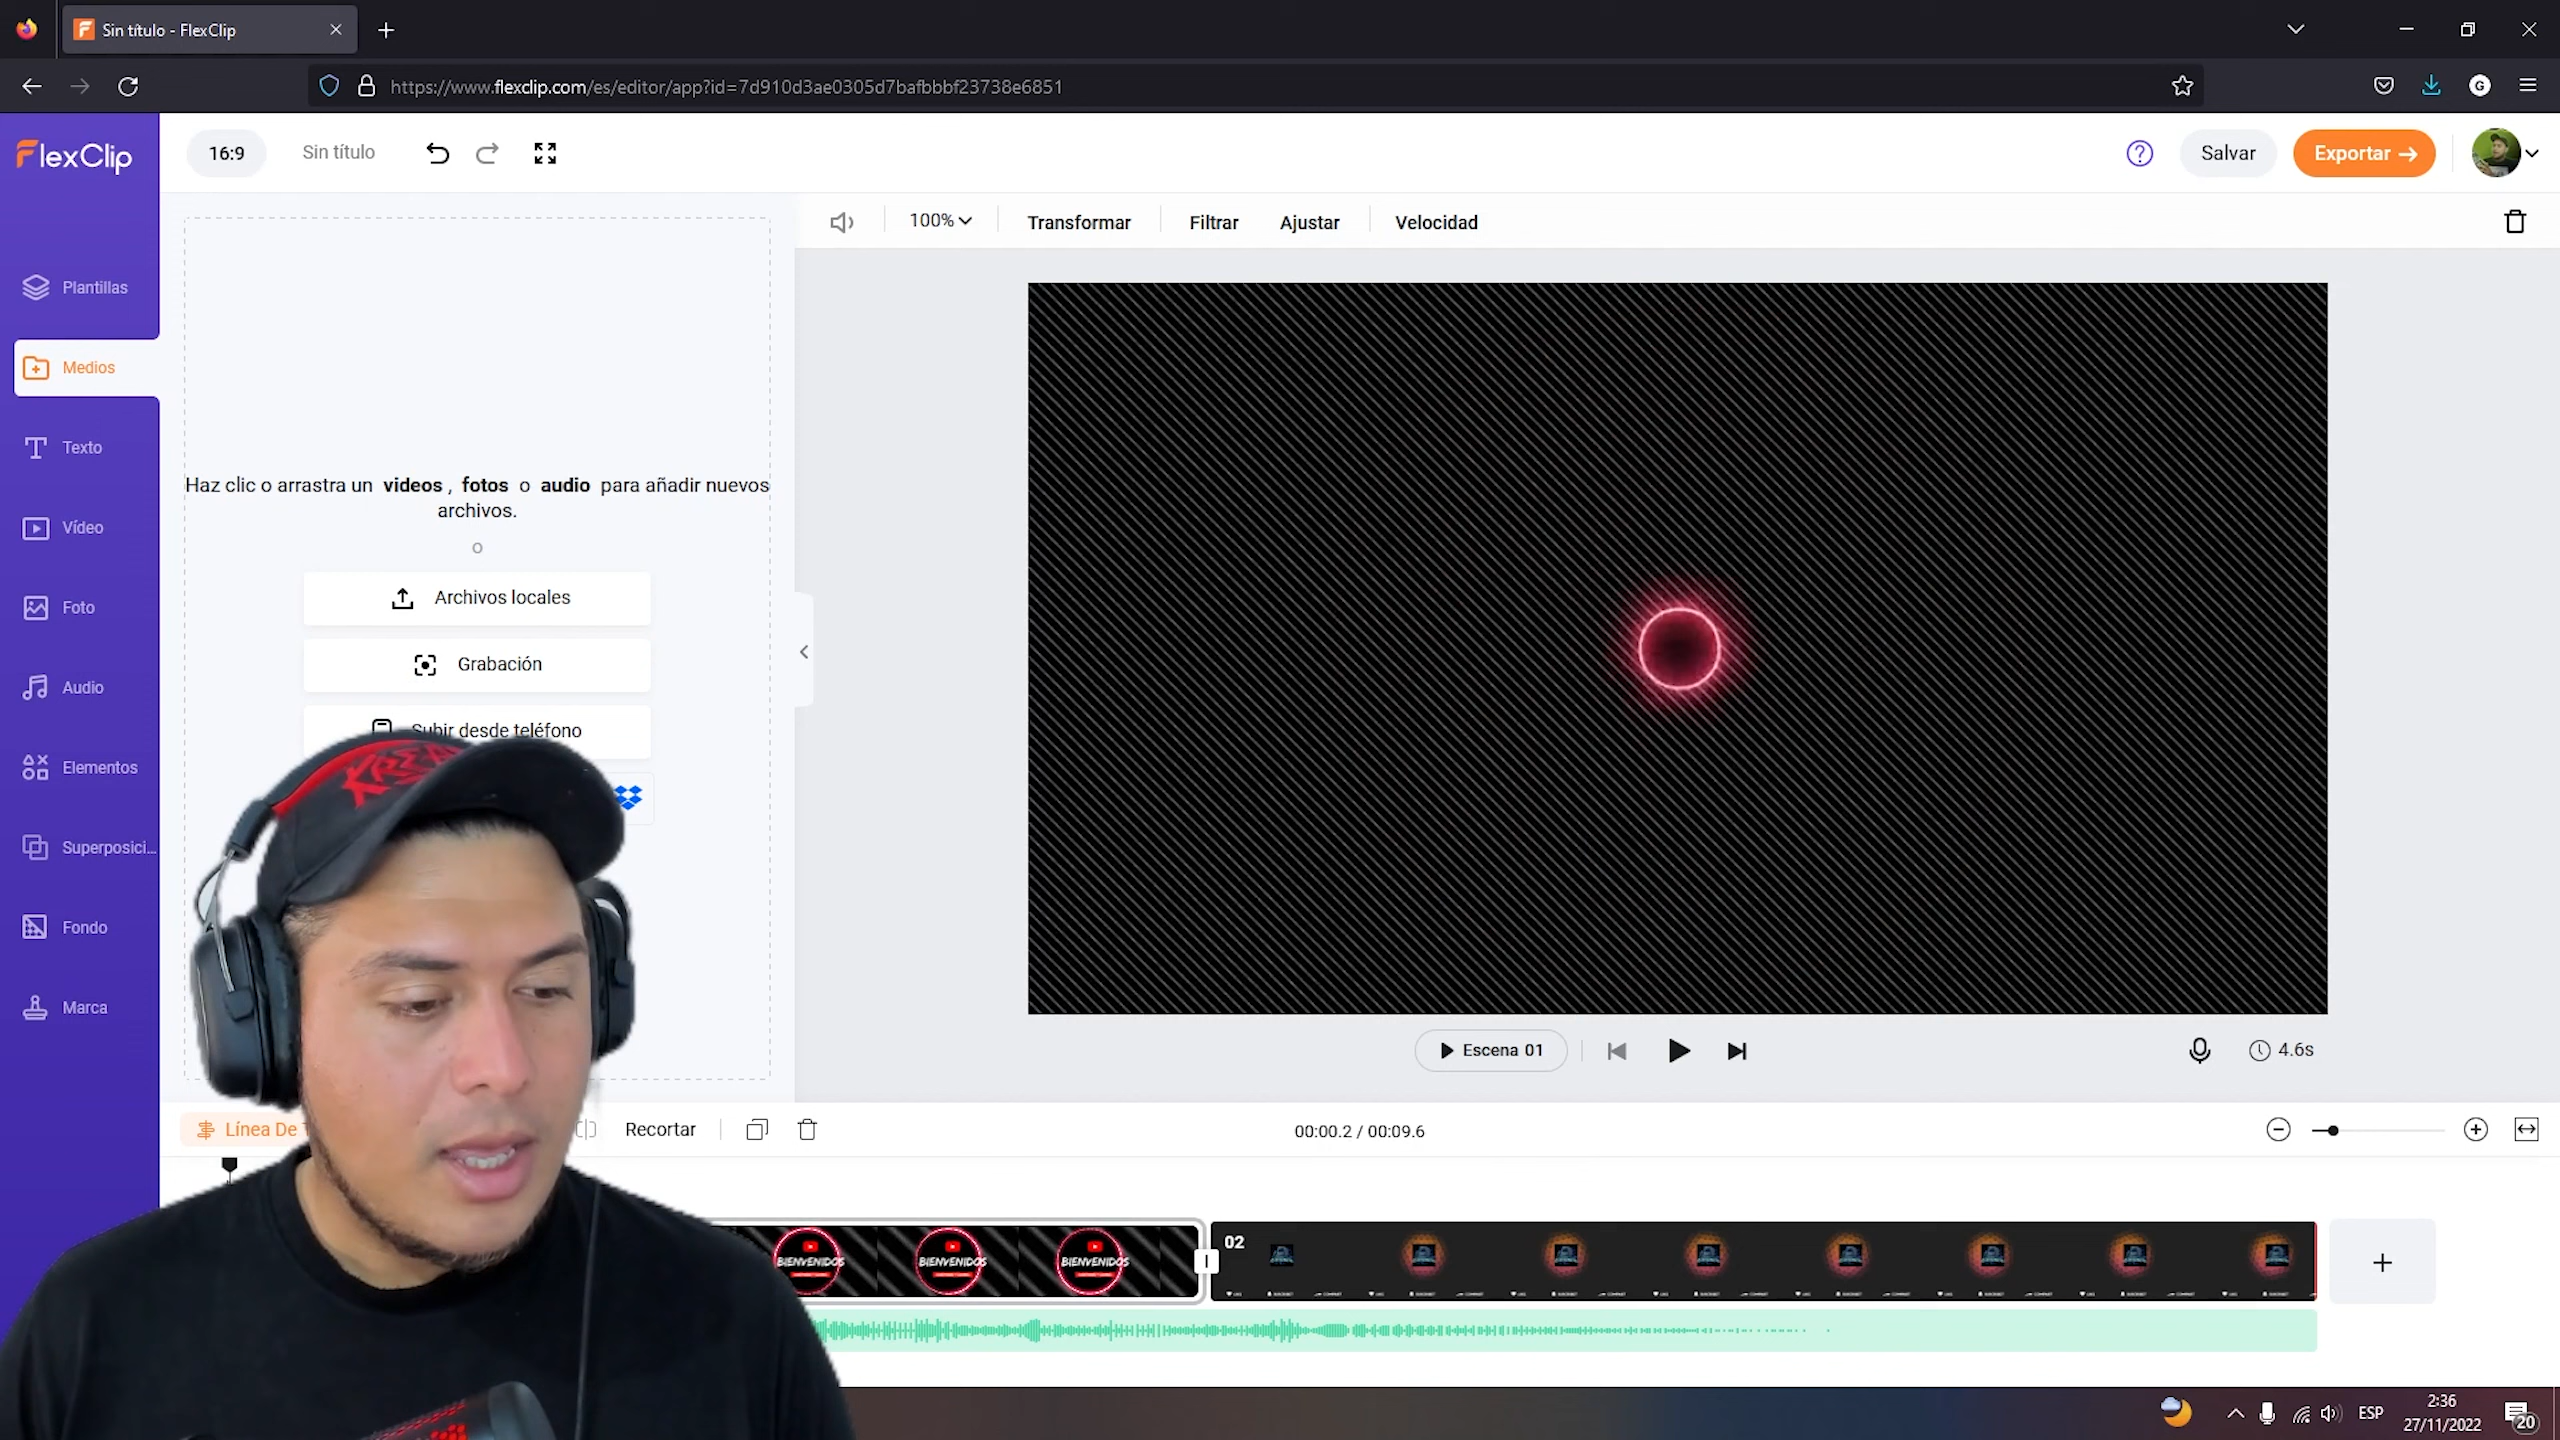 Sin título - FlexClip
https://www.flexclip.com/es/editor/app?id=7d910d3ae0305d7bafbbbf23738e6851
FlexClip
16:9
Sin título
Salvar
Exportar
100%
Transformar
Filtrar
Ajustar
Velocidad
Plantillas
Medios
Texto
Vídeo
Foto
Audio
Elementos
Superposici...
Fondo
Marca
Haz clic o arrastra un videos , fotos o audio para añadir nuevos
archivos.
o
Archivos locales
Grabación
Subir desde teléfono
Escena 01
4.6s
Línea De
Recortar
00:00.2 / 00:09.6
BIENVENIDOS
BIENVENIDOS
BIENVENIDOS
02
ESP
2:36
27/11/2022
20